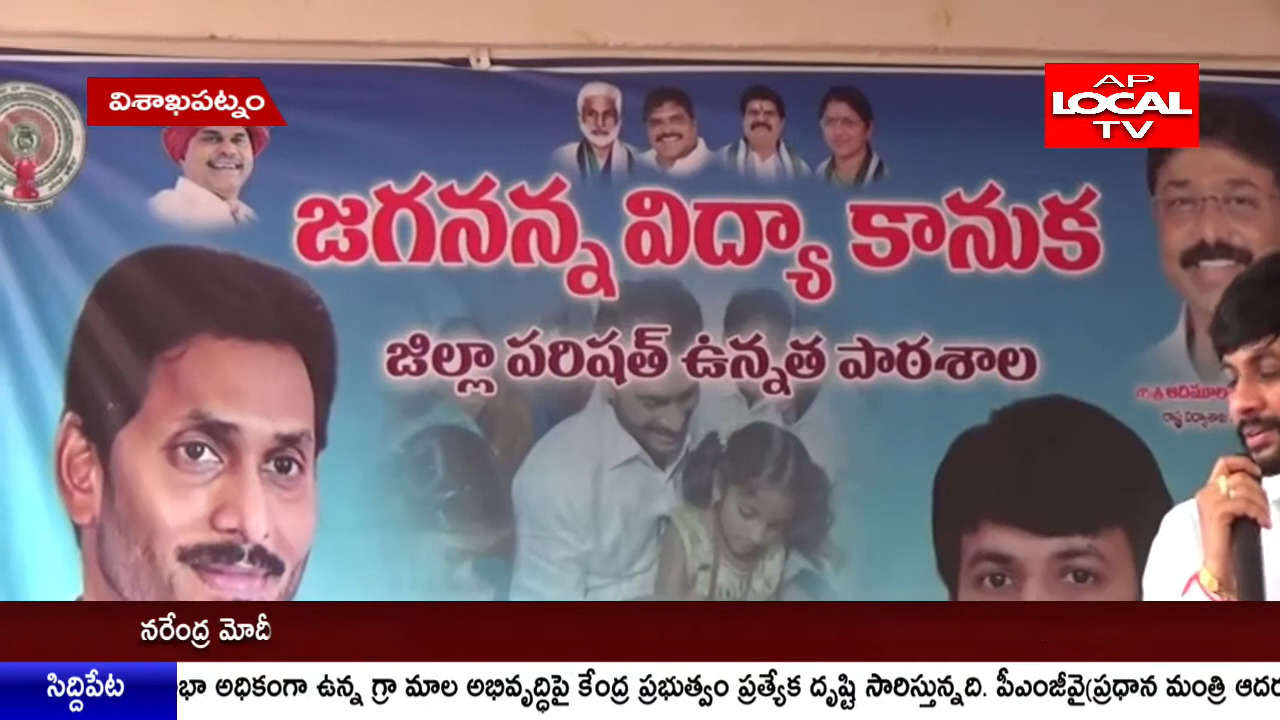 విశాఖపట్నం
AP
LOCAL
TV
జగనన్న విద్యా కానుక
జిల్లా పరిషత్ ఉన్నత పాఠశాల
ఆదిమూల
నరేంద్ర మోదీ
సిద్దిపేట
భా అధికంగా ఉన్న గ్రా మాల అభివృద్ధిపై కేంద్ర ప్రభుత్వం ప్రత్యేక దృష్టి సారిస్తున్నది. పీఎంజీవై(ప్రధాన మంత్రి ఆదర